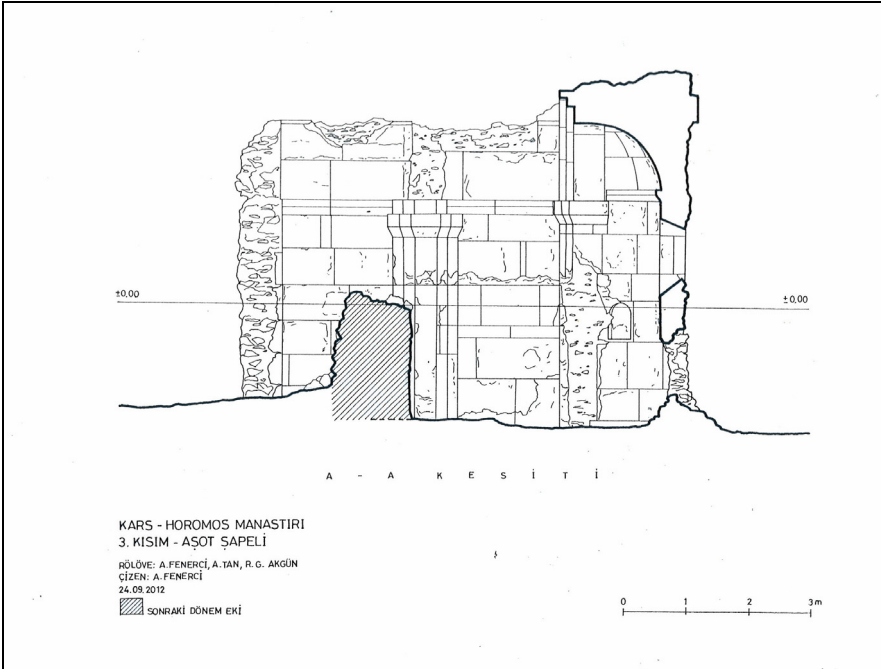 ±0,00
±0,00
A - A K E S İ T İ
KARS - HOROMOS MANASTIRI
3. KISIM - AŞOT ŞAPELİ
RÖLÖVE: A.FENERCİ, A.TAN, R.G. AKGÜN
ÇİZEN: A.FENERCİ
24.09.2012
SONRAKİ DÖNEM EKİ
0 1 2 3m